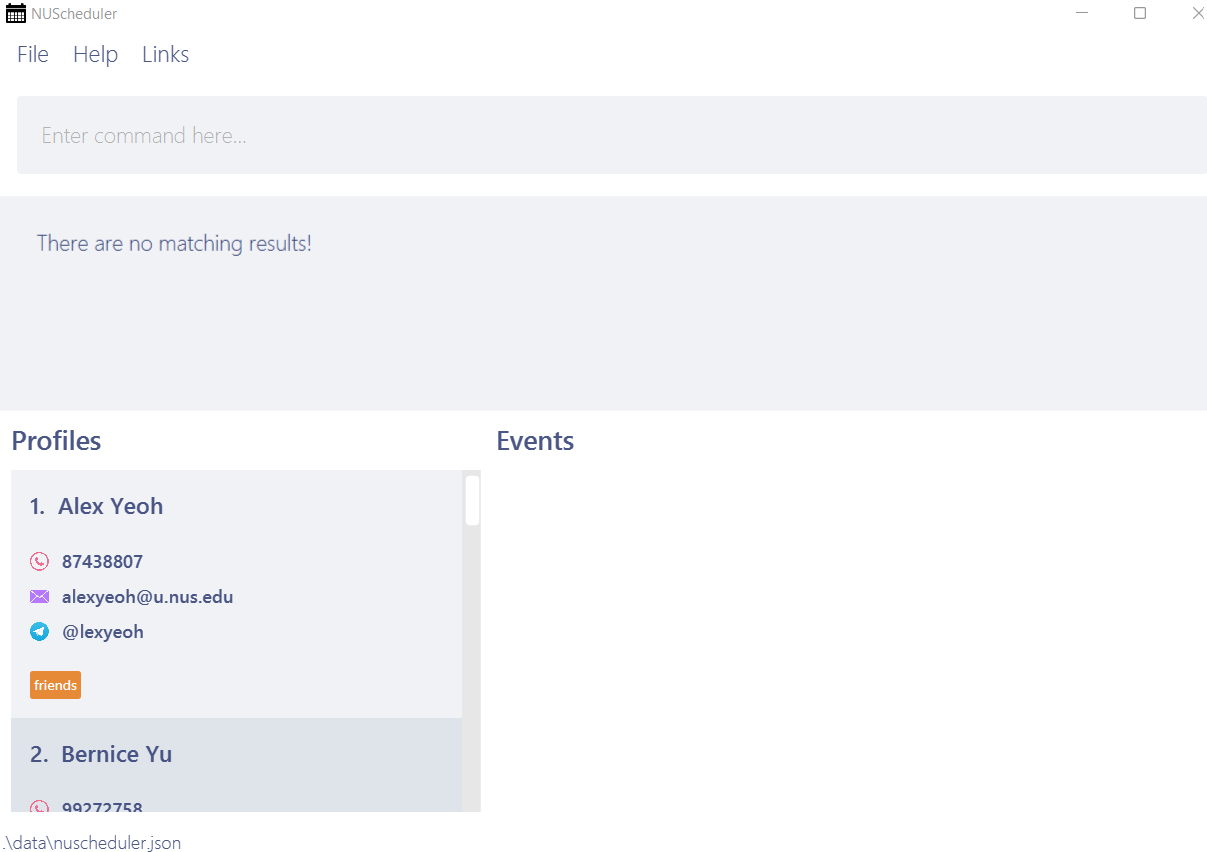 NUScheduler
File Help Links
Enter command here...
There are no matching results!
Profiles
Events
1. Alex Yeoh
87438807
alexyeoh@u.nus.edu
@lexyeoh
friends
2. Bernice Yu
99272758
.\data\nuscheduler.json